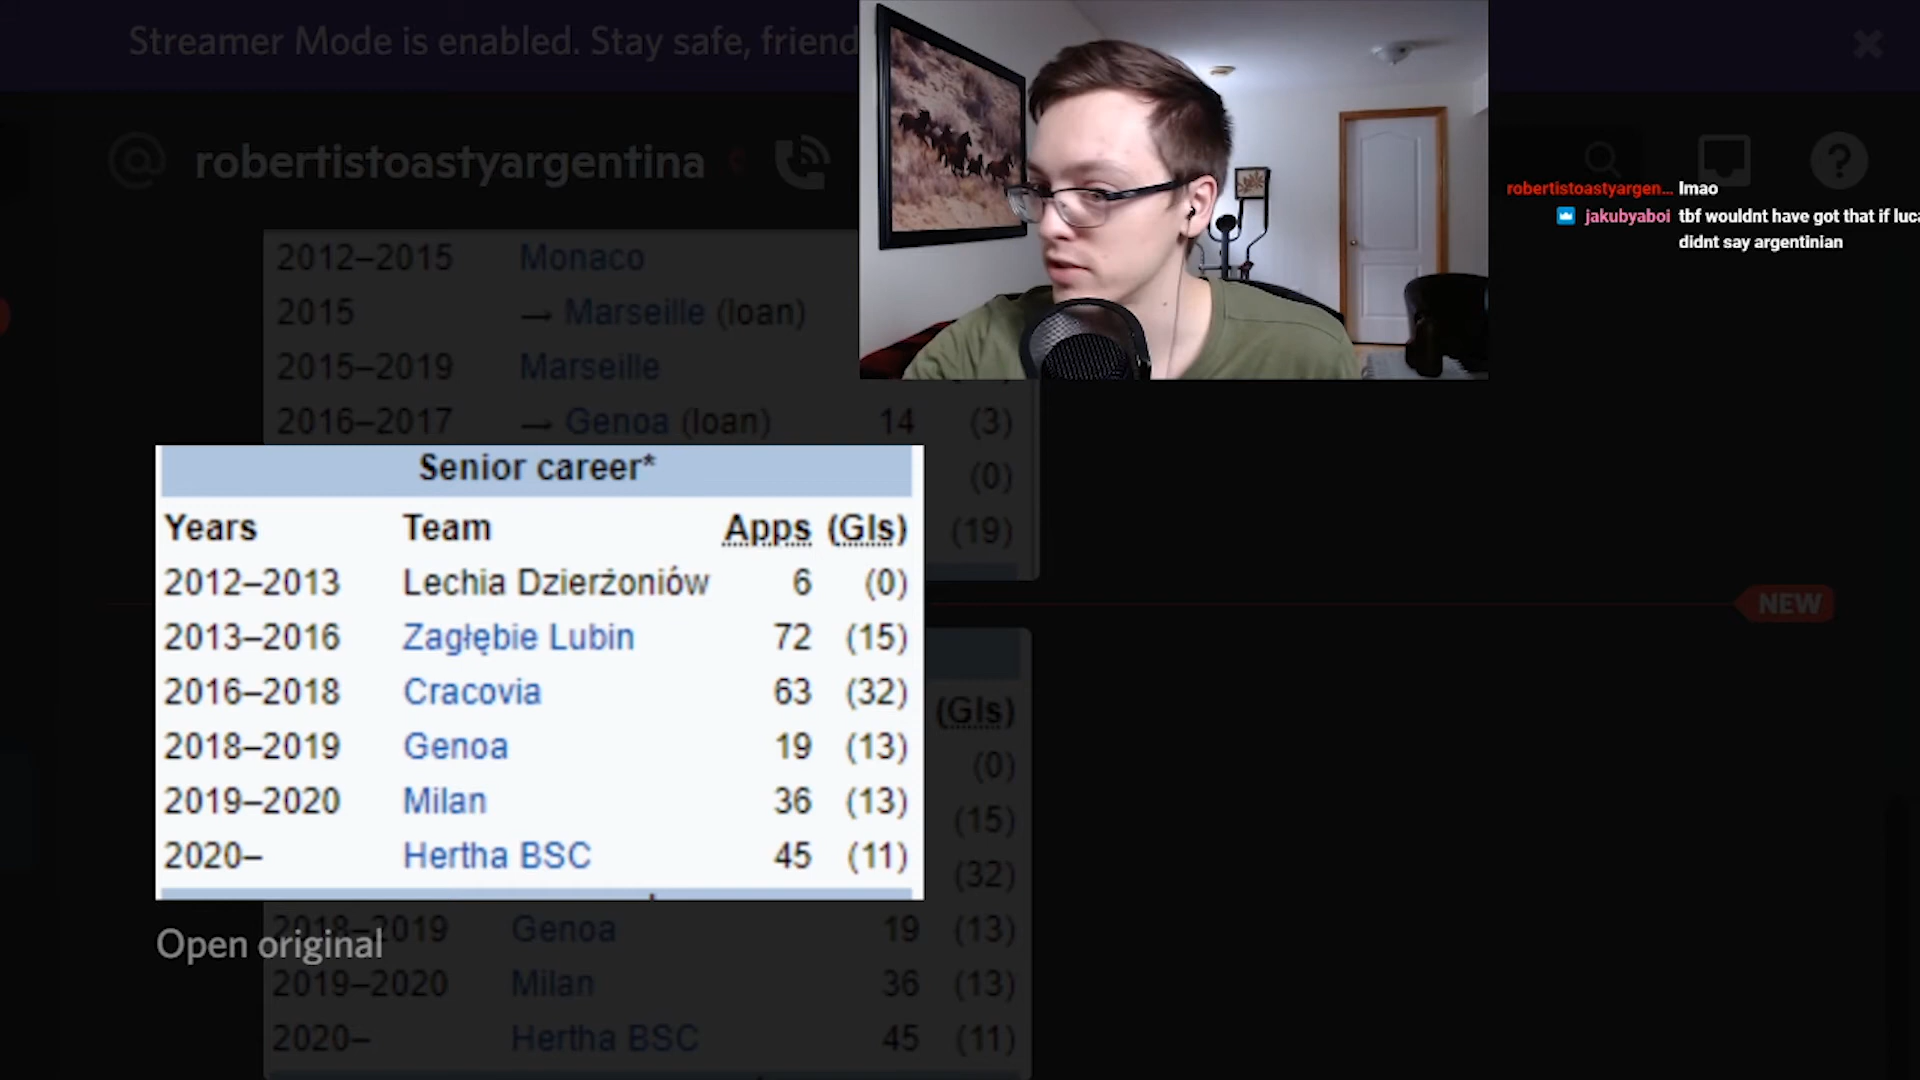 Streamer Mode is enabled. Stay safe, friend
robertistoastyargentina
robertistoastyargen... lmao
jakubyaboi tbf wouldnt have got that if luca
didnt say argentinian
2012–2015 Monaco
2015 → Marseille (loan)
2015–2019 Marseille
2016–2017 → Genoa (loan) 14 (3)
(0)
(19)
NEW
Senior career*
Years Team Apps (Gls)
2012–2013 Lechia Dzierżoniów 6 (0)
2013–2016 Zagłębie Lubin 72 (15)
2016–2018 Cracovia 63 (32)
2018–2019 Genoa 19 (13)
2019–2020 Milan 36 (13)
2020– Hertha BSC 45 (11)
(Gls)
(0)
(15)
(32)
Open original
2018–2019 Genoa 19 (13)
2019–2020 Milan 36 (13)
2020– Hertha BSC 45 (11)